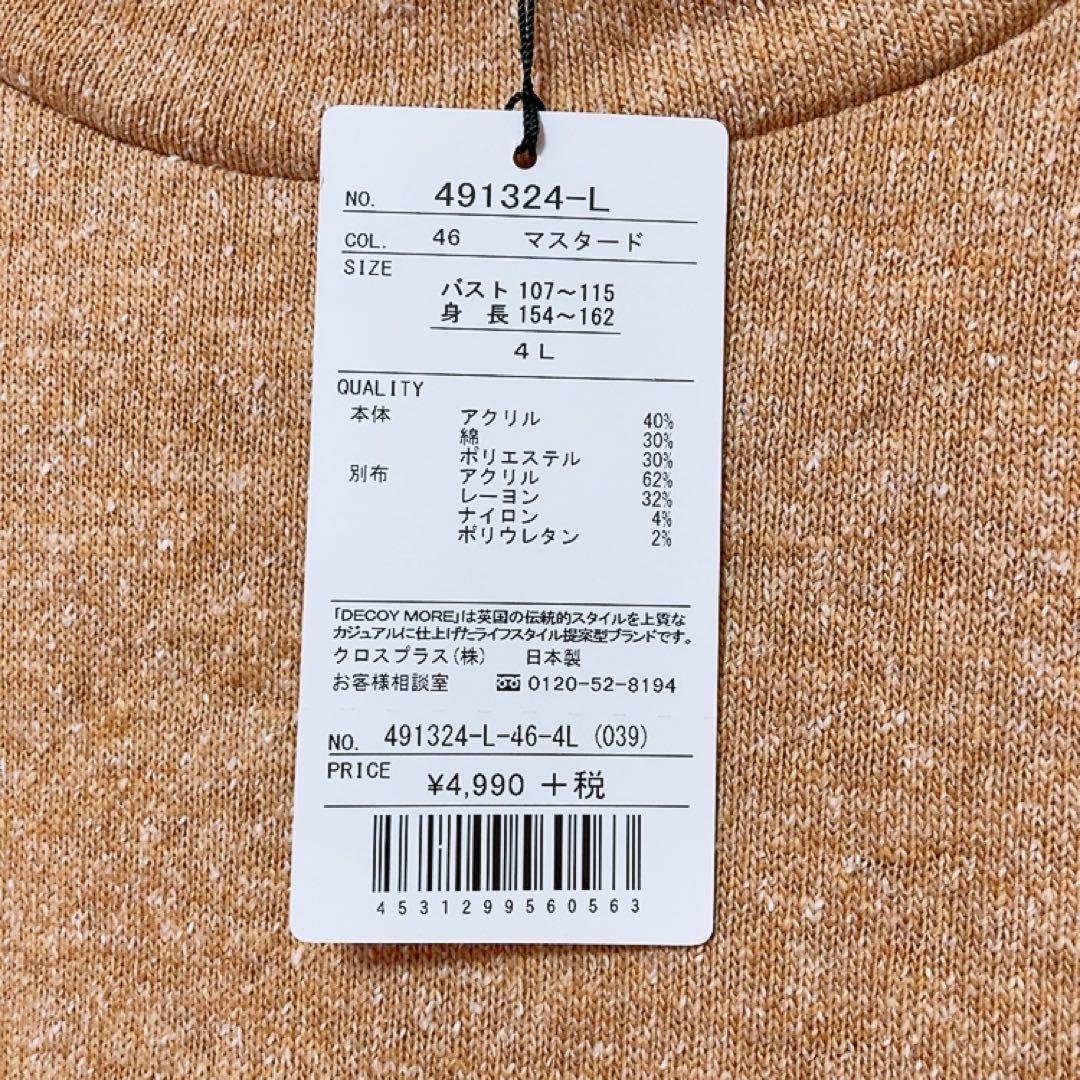 NO. 491324-L
COL. 46 マスタード
SIZE
バスト 107～115
身 長 154～162
4L
QUALITY
本体 アクリル 40%
綿 30%
ポリエステル 30%
別布 アクリル 62%
レーヨン 32%
ナイロン 4%
ポリウレタン 2%
「DECOY MORE」は英国の伝統的スタイルを上質な
カジュアルに仕上げたライフスタイル提案型ブランドです。
クロスプラス(株) 日本製
お客様相談室 0120-52-8194
NO. 491324-L-46-4L (039)
PRICE
¥4,990 +税
4531299560563